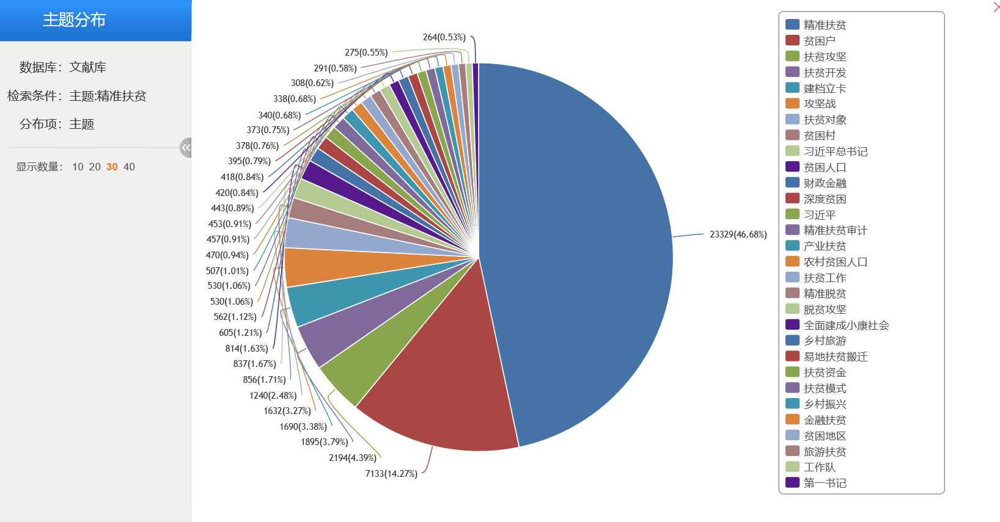 主题分布
数据库：文献库
检索条件：主题:精准扶贫
分布项：主题
显示数量： 10 20 30 40
264(0.53%)
275(0.55%)
291(0.58%)
308(0.62%)
338(0.68%)
340(0.68%)
373(0.75%)
378(0.76%)
395(0.79%)
418(0.84%)
420(0.84%)
443(0.89%)
453(0.91%)
457(0.91%)
470(0.94%)
507(1.01%)
530(1.06%)
530(1.06%)
562(1.12%)
605(1.21%)
814(1.63%)
837(1.67%)
856(1.71%)
1240(2.48%)
1632(3.27%)
1690(3.38%)
1895(3.79%)
2194(4.39%)
7133(14.27%)
23329(46.68%)
精准扶贫
贫困户
扶贫攻坚
扶贫开发
建档立卡
攻坚战
扶贫对象
贫困村
习近平总书记
贫困人口
财政金融
深度贫困
习近平
精准扶贫审计
产业扶贫
农村贫困人口
扶贫工作
精准脱贫
脱贫攻坚
全面建成小康社会
乡村旅游
易地扶贫搬迁
扶贫资金
扶贫模式
乡村振兴
金融扶贫
贫困地区
旅游扶贫
工作队
第一书记